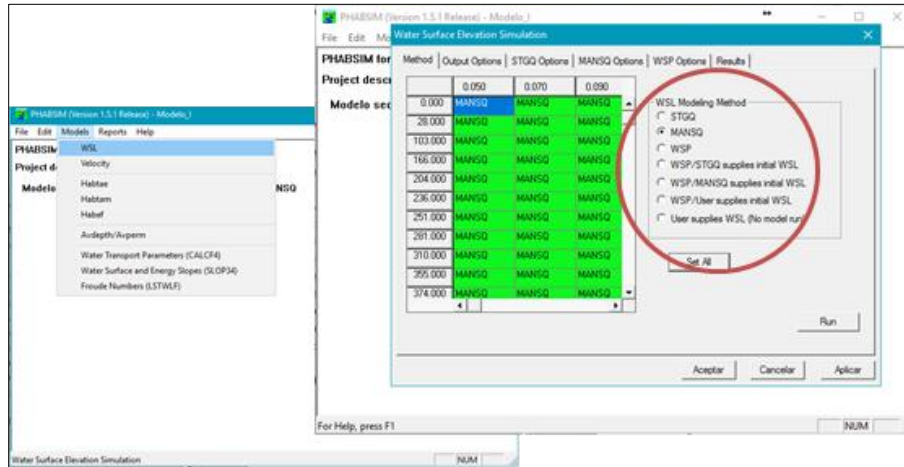 PHABSIM (Version 1.5.1 Release) - Modelo_I
File Edit Models Reports Help
PHABSIM
WSL
Project d
Velocity
Modelo
Habtae
NSQ
Habtam
Habef
Avdepth/Avperm
Water Transport Parameters (CALCF4)
Water Surface and Energy Slopes (SLOP34)
Froude Numbers (LSTWLF)
Water Surface Elevation Simulation
NUM
PHABSIM (Version 1.5.1 Release) - Modelo_I
File Edit Mo
PHABSIM for
Project descr
Modelo sec
For Help, press F1
NUM
Water Surface Elevation Simulation
Method Output Options STGQ Options MANSQ Options WSP Options Results
0.050 0.070 0.090
0.000 MANSQ MANSQ MANSQ
28.000 MANSQ MANSQ MANSQ
103.000 MANSQ MANSQ MANSQ
166.000 MANSQ MANSQ MANSQ
204.000 MANSQ MANSQ MANSQ
236.000 MANSQ MANSQ MANSQ
251.000 MANSQ MANSQ MANSQ
281.000 MANSQ MANSQ MANSQ
310.000 MANSQ MANSQ MANSQ
355.000 MANSQ MANSQ MANSQ
374.000 MANSQ MANSQ MANSQ
WSL Modeling Method
STGQ
MANSQ
WSP
WSP/STGQ supplies initial WSL
WSP/MANSQ supplies initial WSL
WSP/User supplies initial WSL
User supplies WSL (No model run)
Set All
Run
Aceptar Cancelar Aplicar